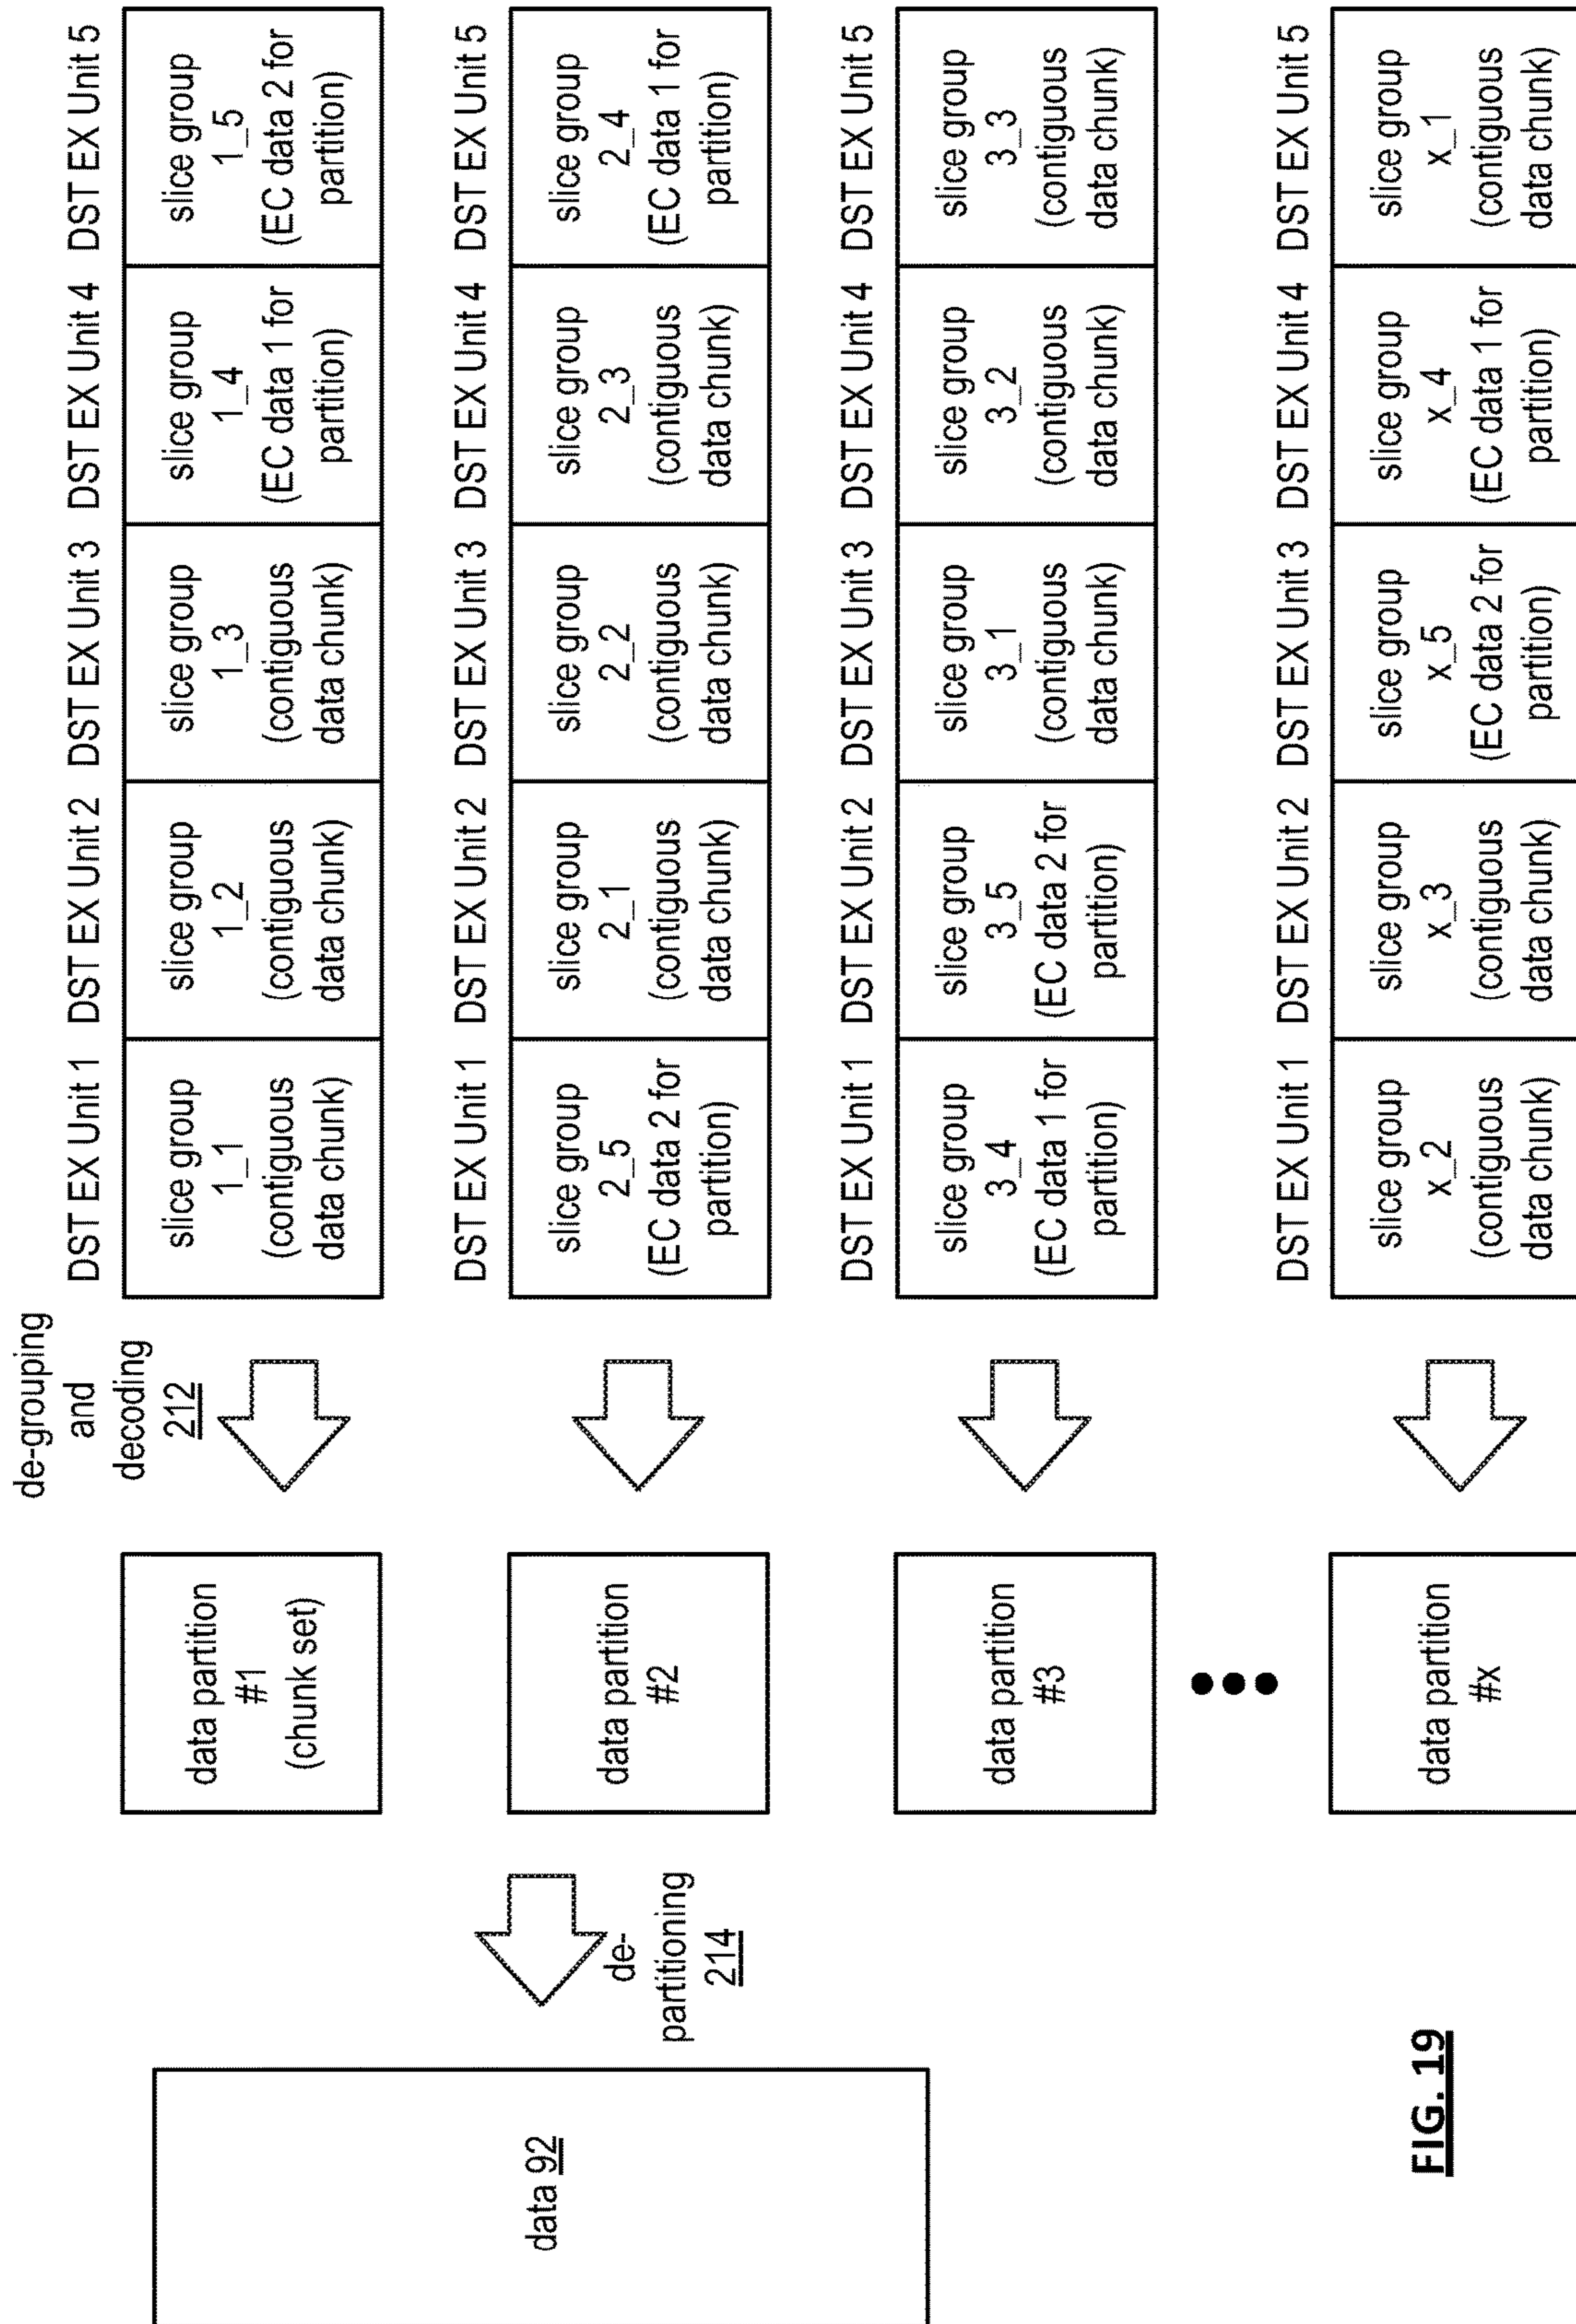 de-grouping
and
decoding
212
DST EX Unit 1 DST EX Unit 2 DST EX Unit 3 DST EX Unit 4 DST EX Unit 5
data partition
#1
(chunk set)
slice group
1_1
(contiguous
data chunk)
slice group
1_2
(contiguous
data chunk)
slice group
1_3
(contiguous
data chunk)
slice group
1_4
(EC data 1 for
partition)
slice group
1_5
(EC data 2 for
partition)
DST EX Unit 1 DST EX Unit 2 DST EX Unit 3 DST EX Unit 4 DST EX Unit 5
data 92
de-
partitioning
214
data partition
#2
slice group
2_5
(EC data 2 for
partition)
slice group
2_1
(contiguous
data chunk)
slice group
2_2
(contiguous
data chunk)
slice group
2_3
(contiguous
data chunk)
slice group
2_4
(EC data 1 for
partition)
DST EX Unit 1 DST EX Unit 2 DST EX Unit 3 DST EX Unit 4 DST EX Unit 5
data partition
#3
slice group
3_4
(EC data 1 for
partition)
slice group
3_5
(EC data 2 for
partition)
slice group
3_1
(contiguous
data chunk)
slice group
3_2
(contiguous
data chunk)
slice group
3_3
(contiguous
data chunk)
DST EX Unit 1 DST EX Unit 2 DST EX Unit 3 DST EX Unit 4 DST EX Unit 5
data partition
#x
slice group
x_2
(contiguous
data chunk)
slice group
x_3
(contiguous
data chunk)
slice group
x_5
(EC data 2 for
partition)
slice group
x_4
(EC data 1 for
partition)
slice group
x_1
(contiguous
data chunk)
FIG. 19